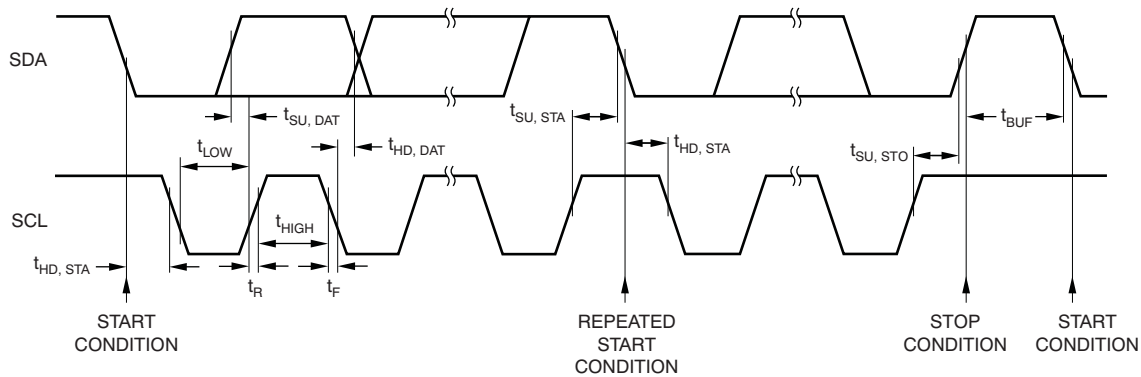 SDA
tSU, DAT
tSU, STA
tBUF
tLOW
tHD, DAT
tHD, STA
tSU, STO
SCL
tHIGH
tHD, STA
tR
tF
START
CONDITION
REPEATED
START
CONDITION
STOP
CONDITION
START
CONDITION